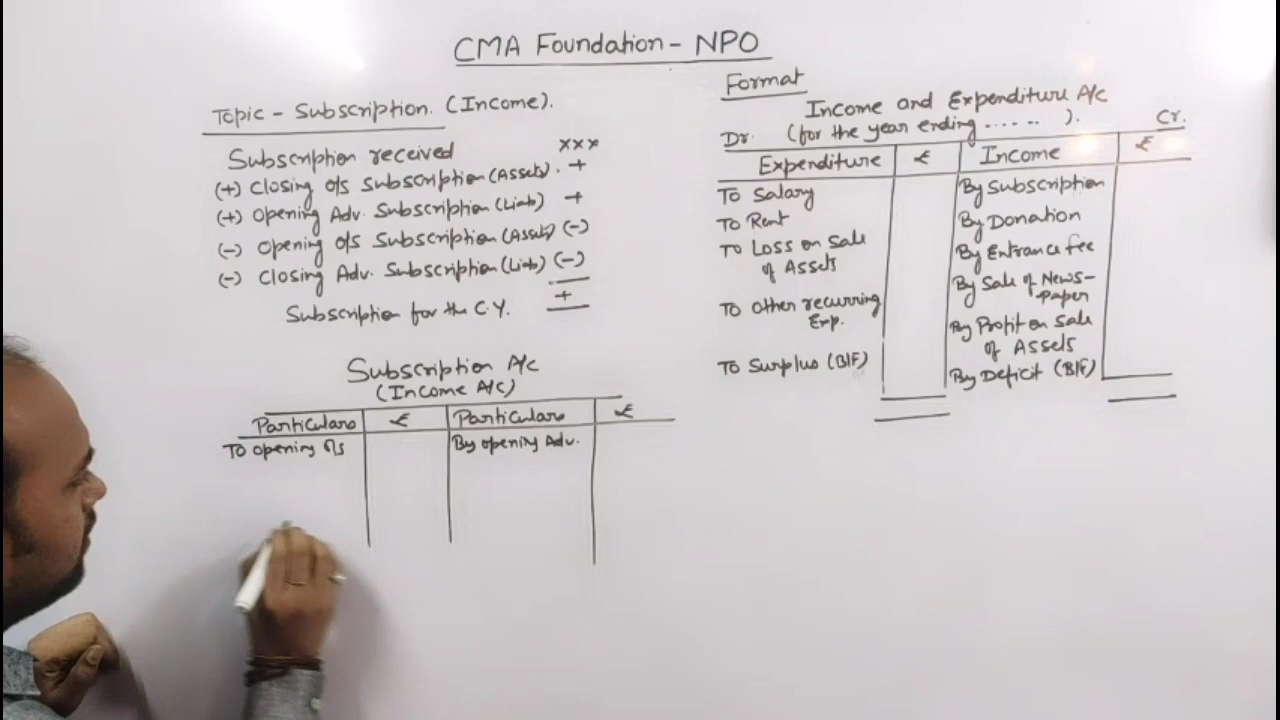 CMA Foundation - NPO
Topic - Subscription. (Income).
Subscription received xxx
(+) Closing o/s Subscription (Assets). +
(+) Opening Adv. Subscription (Liab) +
(-) Opening o/s Subscription (Assets) (-)
(-) Closing Adv. Subscription (Liab) (-)
Subscription for the C.Y. +
Subscription A/c
(Income A/C)
Particulars ₹ Particulars ₹
To opening o/s By opening Adv.
Format
Income and Expenditure A/c
Dr. (for the year ending ...... ). Cr.
Expenditure ₹ Income ₹
To Salary By Subscription
To Rent By Donation
To Loss on Sale By Entrance fee
of Assets By Sale of News-
paper
To Other recurring By Profit on Sale
Exp. of Assets
To Surplus (B/F) By Deficit (B/F)